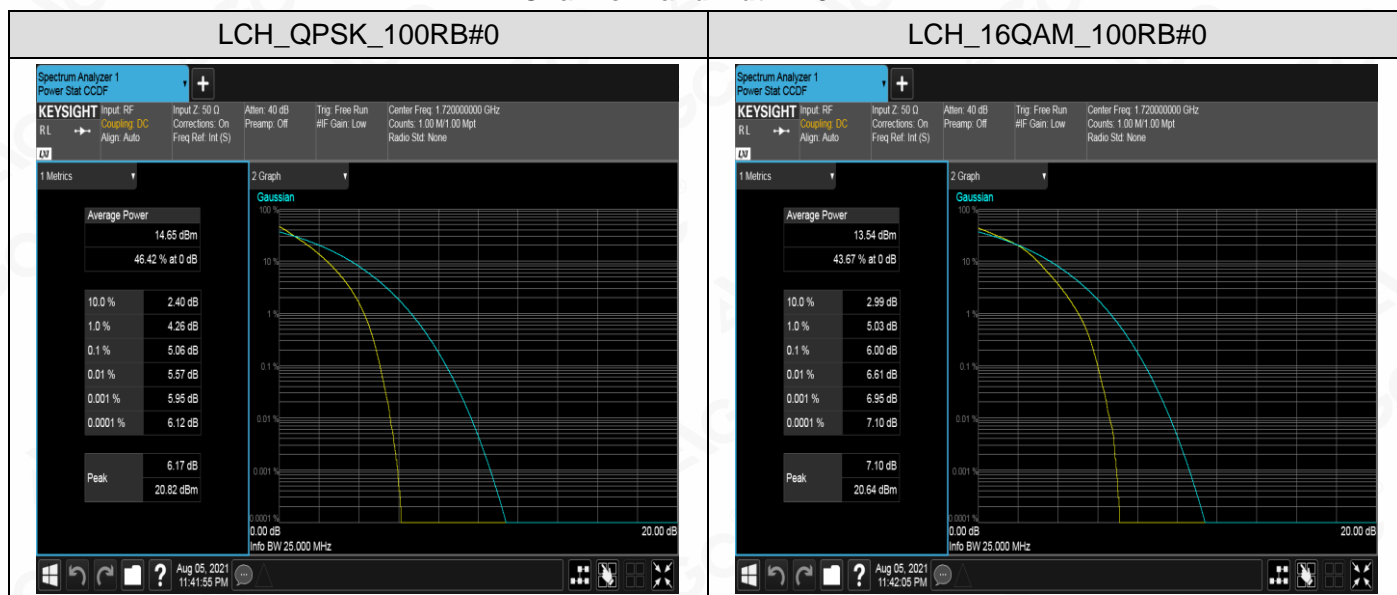 LCH_QPSK_100RB#0
Spectrum Analyzer 1
Power Stat CCDF
+
KEYSIGHT
RL
LXI
Input: RF
Coupling: DC
Align: Auto
Input Z: 50 Ω
Corrections: On
Freq Ref: Int (S)
Atten: 40 dB
Preamp: Off
Trig: Free Run
#IF Gain: Low
Center Freq: 1.720000000 GHz
Counts: 1.00 M/1.00 Mpt
Radio Std: None
1 Metrics
Average Power
14.65 dBm
46.42 % at 0 dB
10.0 % 2.40 dB
1.0 % 4.26 dB
0.1 % 5.06 dB
0.01 % 5.57 dB
0.001 % 5.95 dB
0.0001 % 6.12 dB
Peak
6.17 dB
20.82 dBm
2 Graph
Gaussian
100 %
10 %
1 %
0.1 %
0.01 %
0.001 %
0.0001 %
0.00 dB 20.00 dB
Info BW 25.000 MHz
?
Aug 05, 2021
11:41:55 PM
LCH_16QAM_100RB#0
Spectrum Analyzer 1
Power Stat CCDF
+
KEYSIGHT
RL
LXI
Input: RF
Coupling: DC
Align: Auto
Input Z: 50 Ω
Corrections: On
Freq Ref: Int (S)
Atten: 40 dB
Preamp: Off
Trig: Free Run
#IF Gain: Low
Center Freq: 1.720000000 GHz
Counts: 1.00 M/1.00 Mpt
Radio Std: None
1 Metrics
Average Power
13.54 dBm
43.67 % at 0 dB
10.0 % 2.99 dB
1.0 % 5.03 dB
0.1 % 6.00 dB
0.01 % 6.61 dB
0.001 % 6.95 dB
0.0001 % 7.10 dB
Peak
7.10 dB
20.64 dBm
2 Graph
Gaussian
100 %
10 %
1 %
0.1 %
0.01 %
0.001 %
0.0001 %
0.00 dB 20.00 dB
Info BW 25.000 MHz
?
Aug 05, 2021
11:42:05 PM